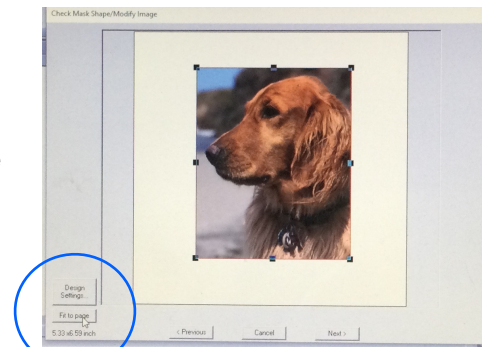 Check Mask Shape/Modify Image
Design
Settings...
Fit to page
5.33 x6.59 inch
< Previous
Cancel
Next >